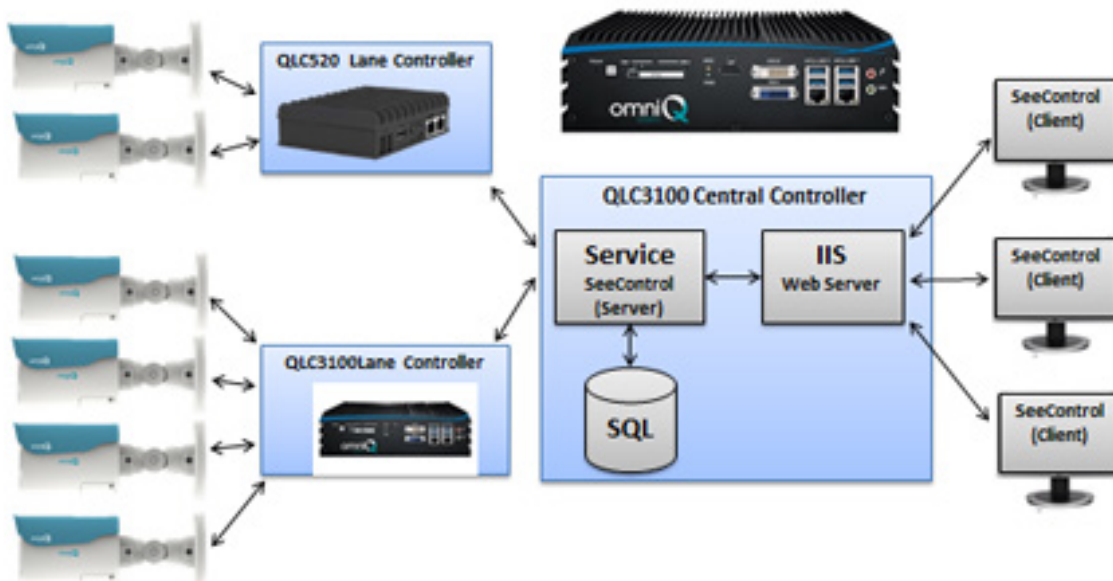 QLC520 Lane Controller
omniQ
SeeControl
(Client)
QLC3100 Central Controller
Service
SeeControl
(Server)
IIS
Web Server
SeeControl
(Client)
QLC3100Lane Controller
omniQ
SQL
SeeControl
(Client)